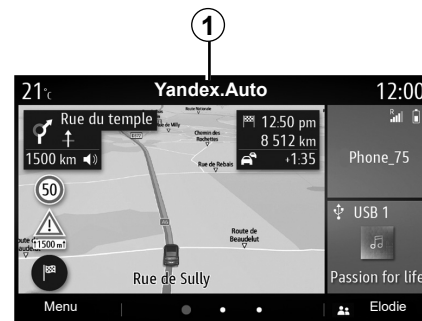 1
21°c Yandex.Auto 12:00
Rue du temple
1500 km
Route Nationale
Chemin des
Rochettes
Rue de Rebais
12:50 pm
8 512 km
+1:35
R
Phone_75
50
1500 m
Route de
Beaudelut
Rue de Sully
USB 1
Passion for life
Menu
Elodie